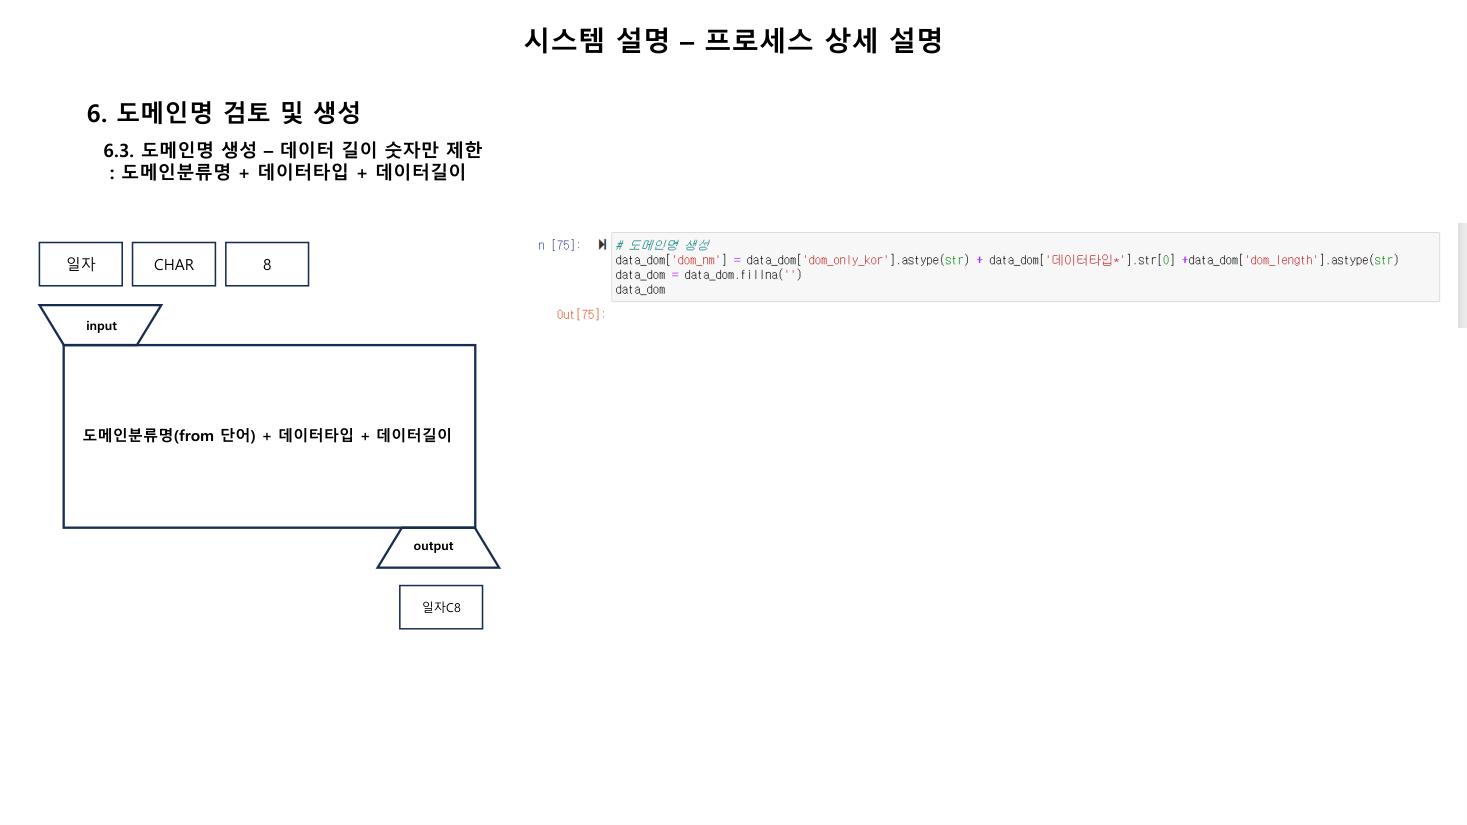 시스템 설명 – 프로세스 상세 설명
6. 도메인명 검토 및 생성
6.3. 도메인명 생성 – 데이터 길이 숫자만 제한
: 도메인분류명 + 데이터타입 + 데이터길이
일자
CHAR
8
input
도메인분류명(from 단어) + 데이터타입 + 데이터길이
output
일자C8
n [75]:
# 도메인명 생성
data_dom['dom_nm'] = data_dom['dom_only_kor'].astype(str) + data_dom['데이터타입*'].str[0] +data_dom['dom_length'].astype(str)
data_dom = data_dom.fillna('')
data_dom
Out[75]: